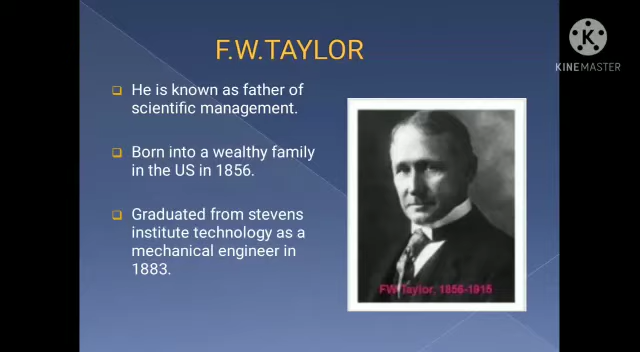 F.W.TAYLOR
He is known as father of
scientific management.
Born into a wealthy family
in the US in 1856.
Graduated from stevens
institute technology as a
mechanical engineer in
1883.
FW Taylor, 1856-1915
K
KINEMASTER